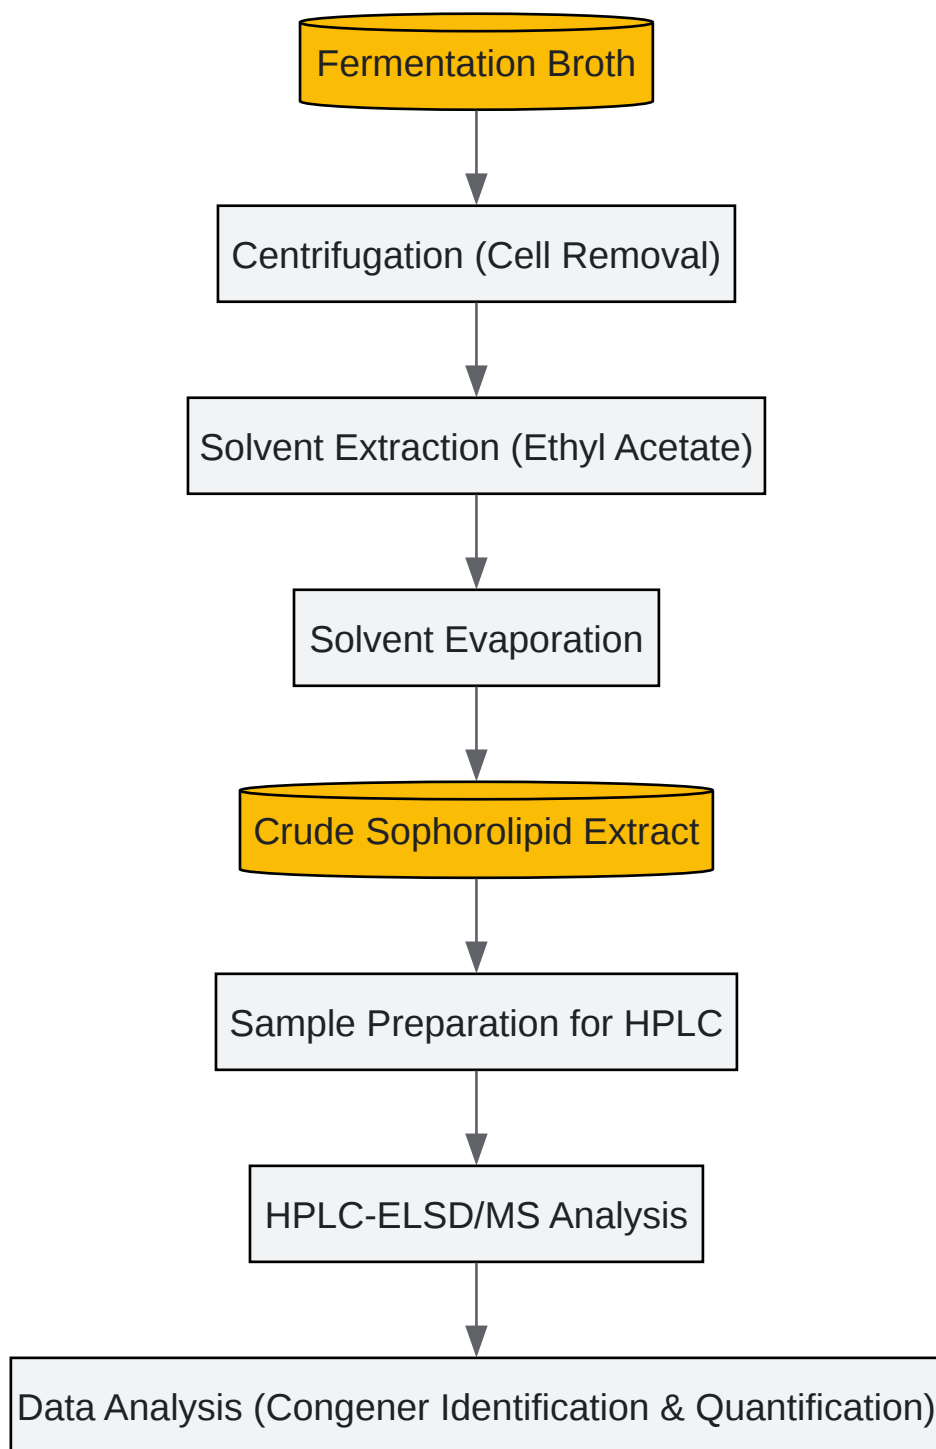 Fermentation Broth
Centrifugation (Cell Removal)
Solvent Extraction (Ethyl Acetate)
Solvent Evaporation
Crude Sophorolipid Extract
Sample Preparation for HPLC
HPLC-ELSD/MS Analysis
Data Analysis (Congener Identification & Quantification)